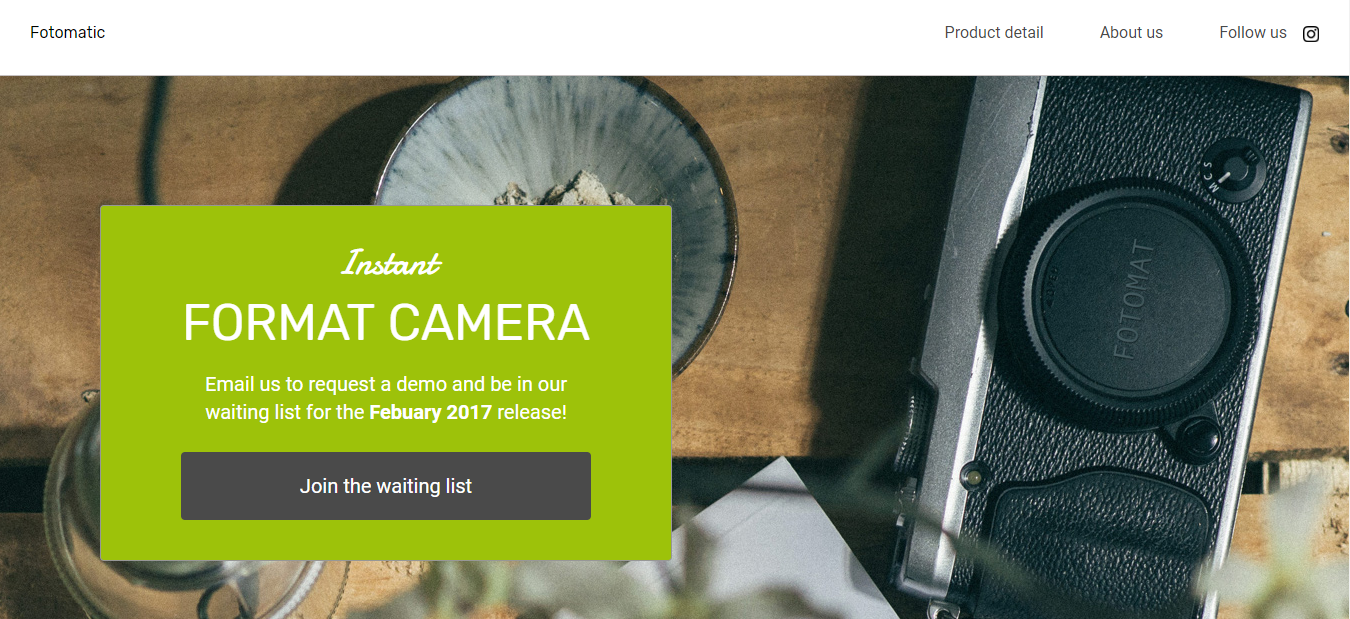 Fotomatic
Product detail About us Follow us
Instant
FORMAT CAMERA
Email us to request a demo and be in our
waiting list for the Febuary 2017 release!
Join the waiting list
S
C
M
FOTOMAT